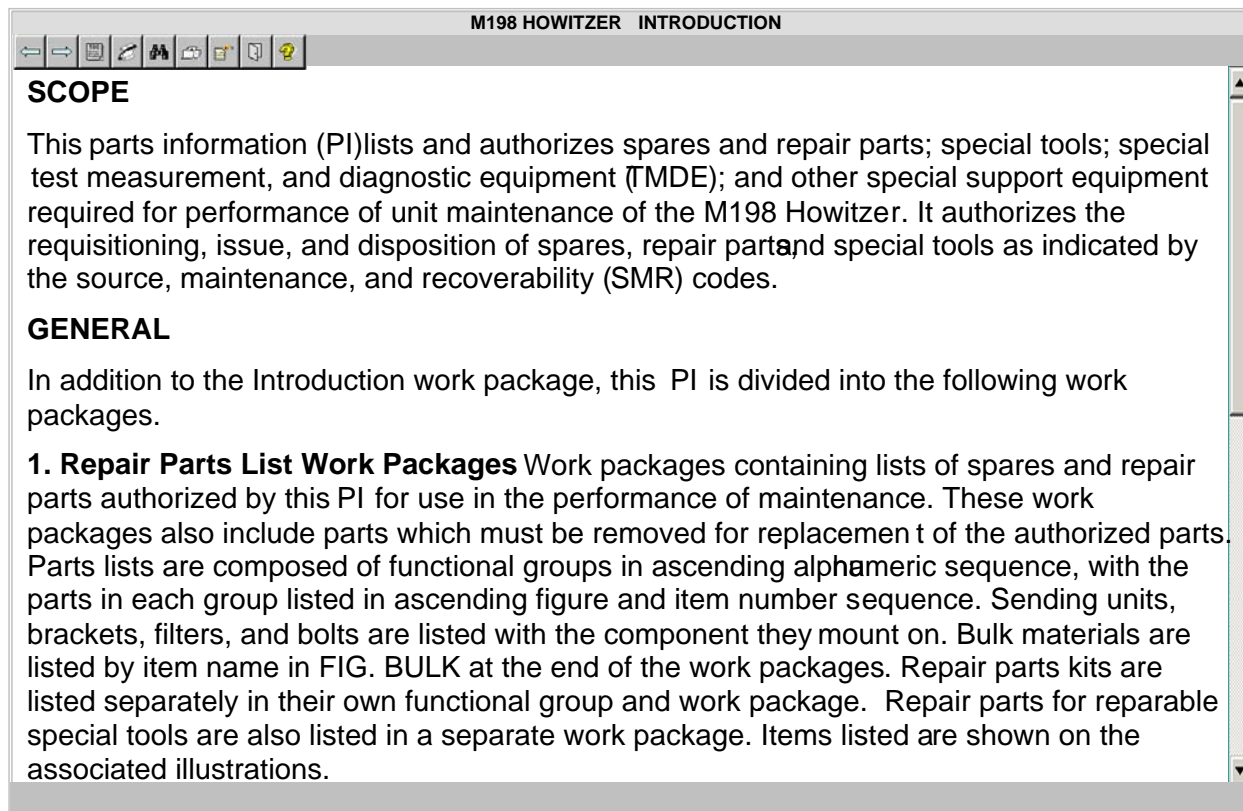 M198 HOWITZER INTRODUCTION
SCOPE
This parts information (PI)lists and authorizes spares and repair parts; special tools; special
test measurement, and diagnostic equipment (TMDE); and other special support equipment
required for performance of unit maintenance of the M198 Howitzer. It authorizes the
requisitioning, issue, and disposition of spares, repair parts, and special tools as indicated by
the source, maintenance, and recoverability (SMR) codes.
GENERAL
In addition to the Introduction work package, this PI is divided into the following work
packages.
1. Repair Parts List Work Packages Work packages containing lists of spares and repair
parts authorized by this PI for use in the performance of maintenance. These work
packages also include parts which must be removed for replacemen t of the authorized parts.
Parts lists are composed of functional groups in ascending alphanumeric sequence, with the
parts in each group listed in ascending figure and item number sequence. Sending units,
brackets, filters, and bolts are listed with the component they mount on. Bulk materials are
listed by item name in FIG. BULK at the end of the work packages. Repair parts kits are
listed separately in their own functional group and work package. Repair parts for reparable
special tools are also listed in a separate work package. Items listed are shown on the
associated illustrations.